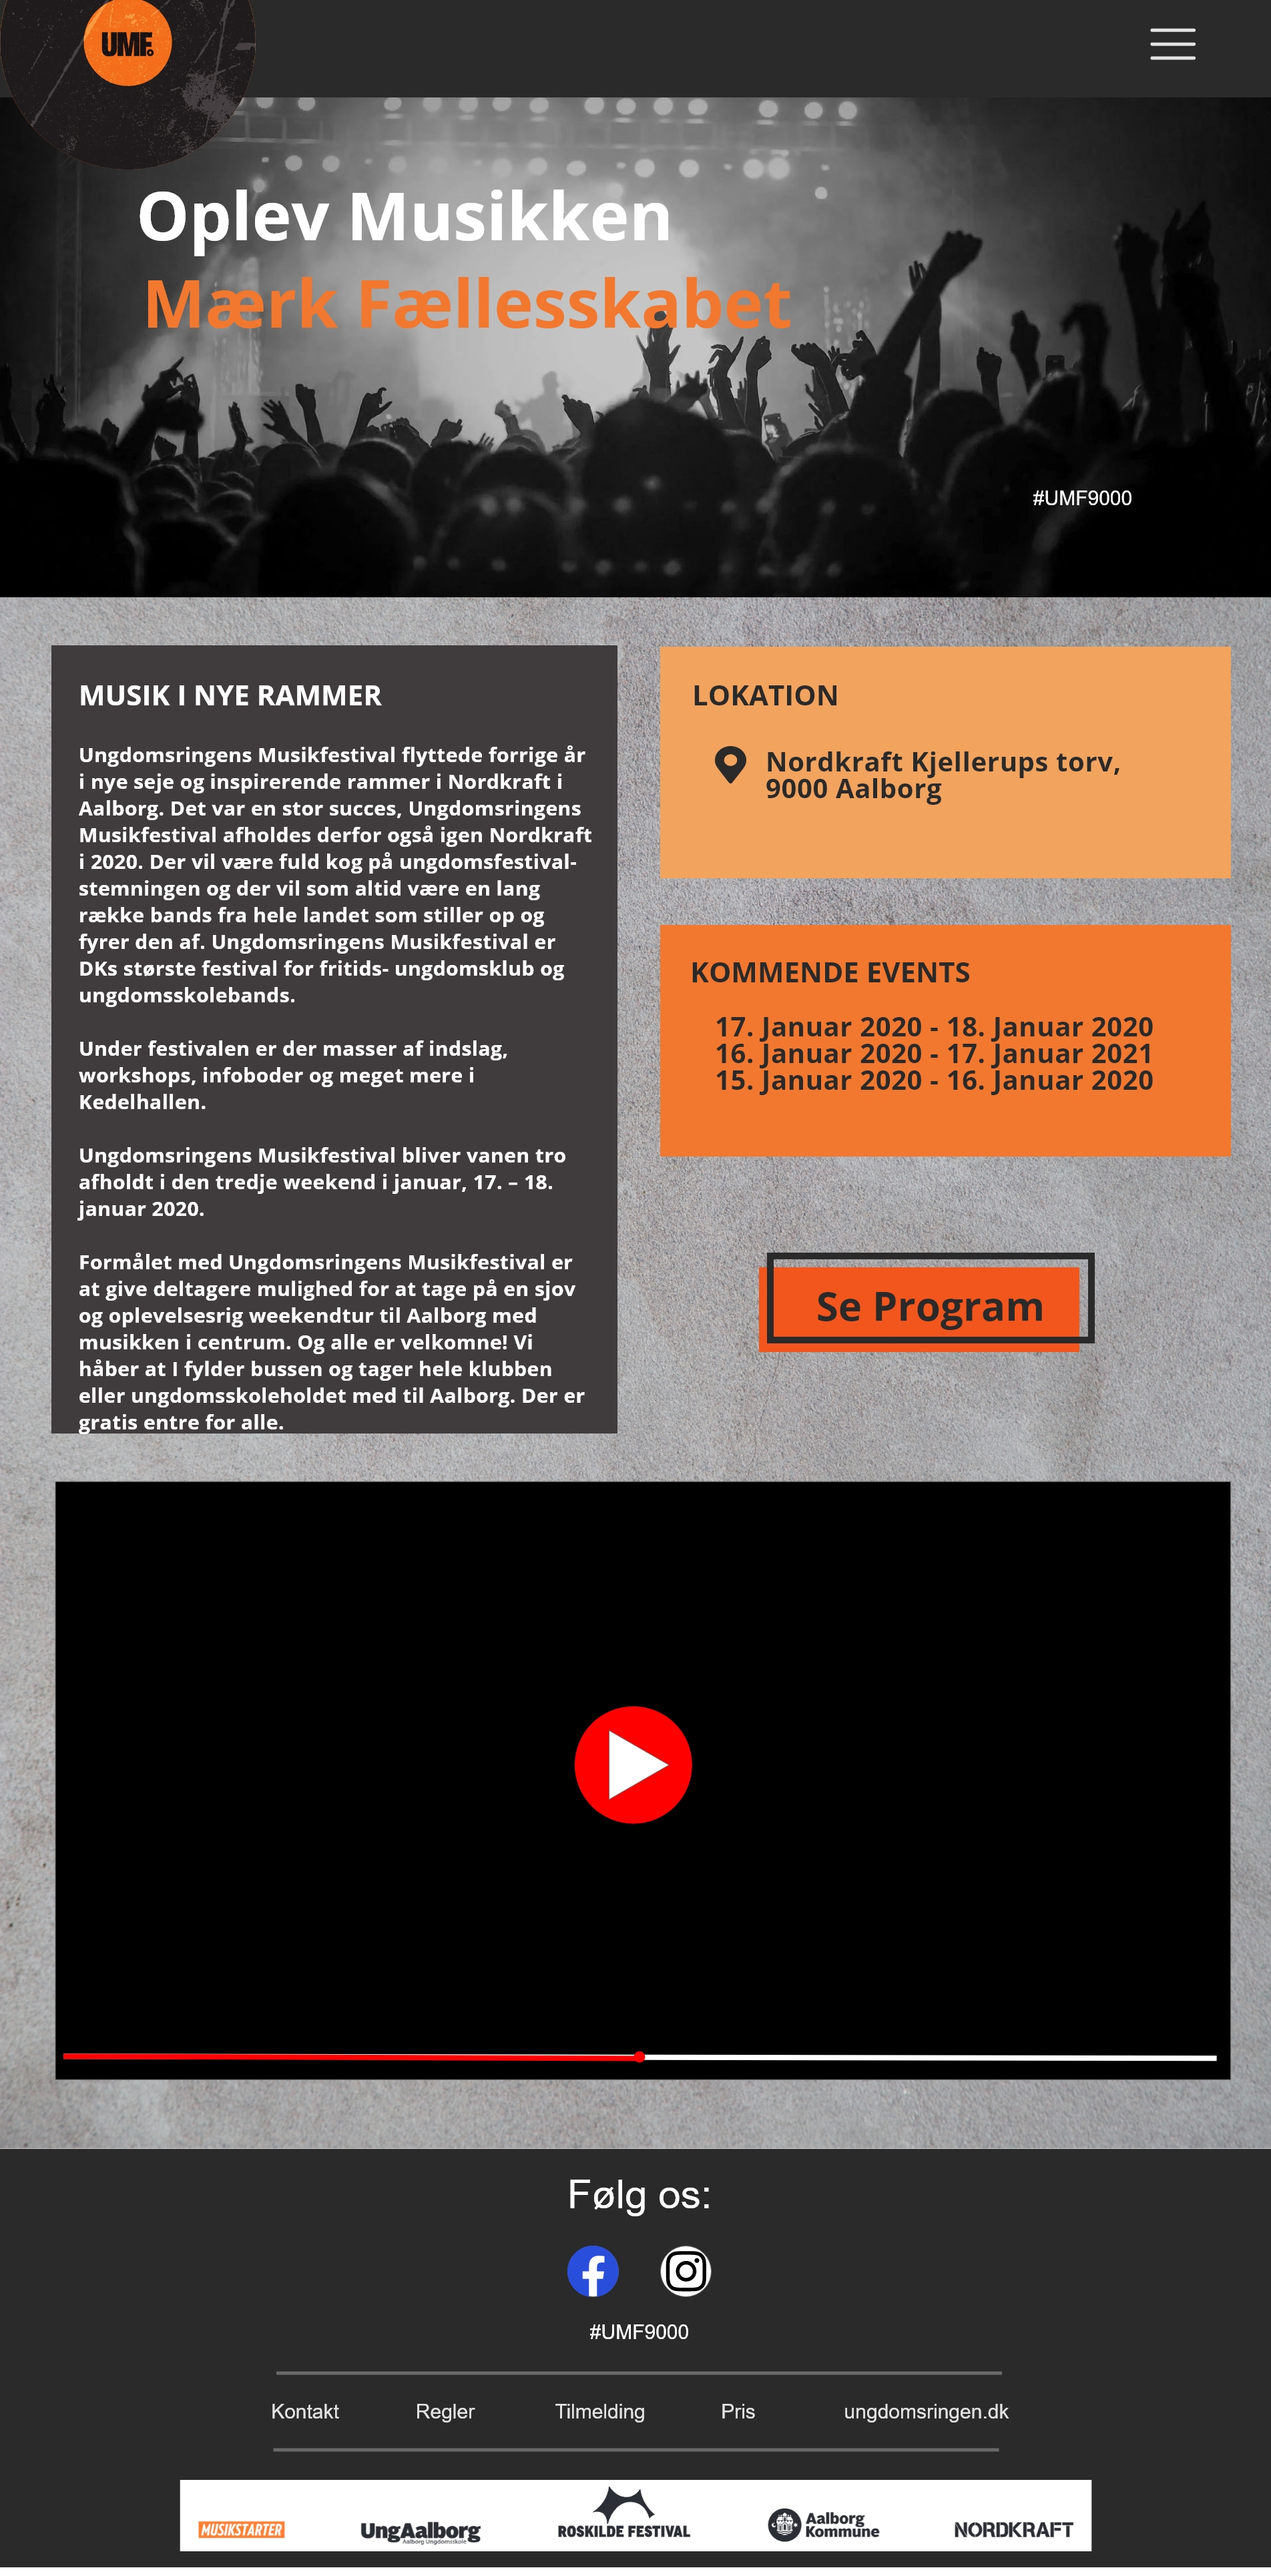 UMF.
Oplev Musikken
Mærk Fællesskabet
#UMF9000
MUSIK I NYE RAMMER
Ungdomsringens Musikfestival flyttede forrige år
i nye seje og inspirerende rammer i Nordkraft i
Aalborg. Det var en stor succes, Ungdomsringens
Musikfestival afholdes derfor også igen Nordkraft
i 2020. Der vil være fuld kog på ungdomsfestival-
stemningen og der vil som altid være en lang
række bands fra hele landet som stiller op og
fyrer den af. Ungdomsringens Musikfestival er
DKs største festival for fritids- ungdomsklub og
ungdomsskolebands.
Under festivalen er der masser af indslag,
workshops, infoboder og meget mere i
Kedelhallen.
Ungdomsringens Musikfestival bliver vanen tro
afholdt i den tredje weekend i januar, 17. – 18.
januar 2020.
Formålet med Ungdomsringens Musikfestival er
at give deltagere mulighed for at tage på en sjov
og oplevelsesrig weekendtur til Aalborg med
musikken i centrum. Og alle er velkomne! Vi
håber at I fylder bussen og tager hele klubben
eller ungdomsskoleholdet med til Aalborg. Der er
gratis entre for alle.
LOKATION
Nordkraft Kjellerups torv,
9000 Aalborg
KOMMENDE EVENTS
17. Januar 2020 - 18. Januar 2020
16. Januar 2020 - 17. Januar 2021
15. Januar 2020 - 16. Januar 2020
Se Program
Følg os:
#UMF9000
Kontakt Regler Tilmelding Pris ungdomsringen.dk
MUSIKSTARTER
UngAalborg
Aalborg Ungdomsskole
ROSKILDE FESTIVAL
Aalborg
Kommune
NORDKRAFT